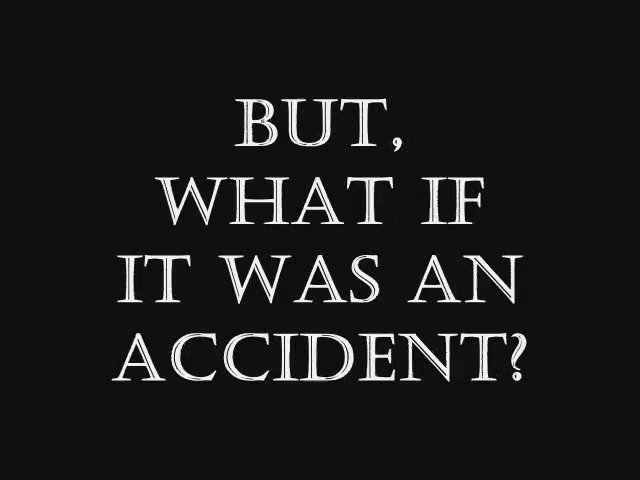 BUT,
WHAT IF
IT WAS AN
ACCIDENT?